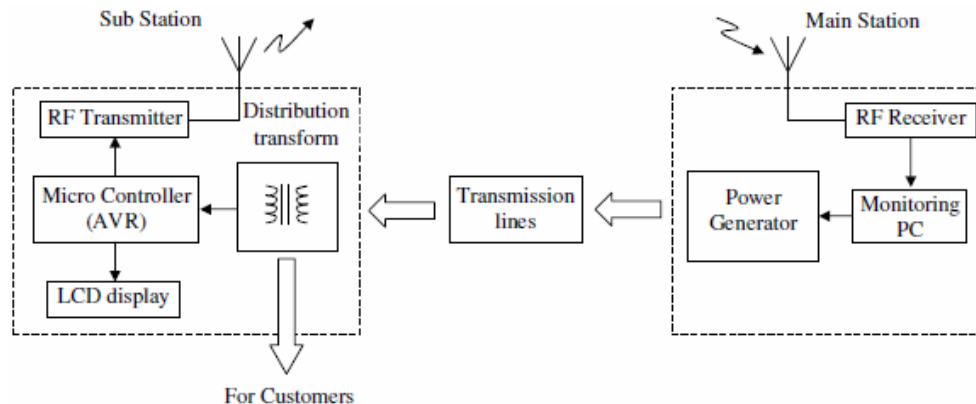 Sub Station
Main Station
RF Transmitter
Distribution
transform
RF Receiver
Micro Controller
(AVR)
Transmission
lines
Power
Generator
Monitoring
PC
LCD display
For Customers